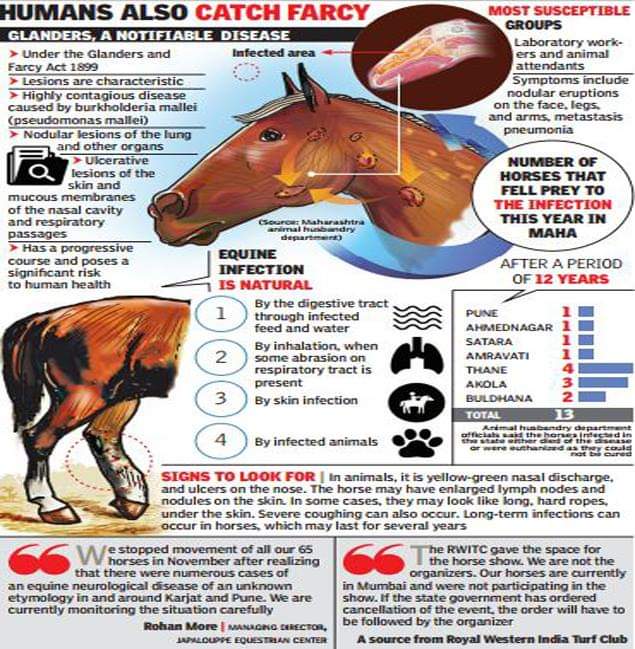 HUMANS ALSO CATCH FARCY
GLANDERS, A NOTIFIABLE DISEASE
➤ Under the Glanders and
Farcy Act 1899
➤ Lesions are characteristic
➤ Highly contagious disease
caused by burkholderia mallei
(pseudomonas mallei)
➤ Nodular lesions of the lung
and other organs
➤ Ulcerative
lesions of the
skin and
mucous membranes
of the nasal cavity
and respiratory
passages
➤ Has a progressive
course and poses a
significant risk
to human health
Infected area
(Source: Maharashtra
animal husbandry
department)
MOST SUSCEPTIBLE
GROUPS
Laboratory work-
ers and animal
attendants
Symptoms include
nodular eruptions
on the face, legs,
and arms, metastasis
pneumonia
NUMBER OF
HORSES THAT
FELL PREY TO
THE INFECTION
THIS YEAR IN
MAHA
AFTER A PERIOD
OF 12 YEARS
PUNE 1
AHMEDNAGAR 1
SATARA 1
AMRAVATI 1
THANE 4
AKOLA 3
BULDHANA 2
TOTAL 13
Animal husbandry department
officials said the horses infected in
the state either died of the disease
or were euthanized as they could
not be cured
EQUINE
INFECTION
IS NATURAL
1 By the digestive tract
through infected
feed and water
2 By inhalation, when
some abrasion on
respiratory tract is
present
3 By skin infection
4 By infected animals
SIGNS TO LOOK FOR | In animals, it is yellow-green nasal discharge,
and ulcers on the nose. The horse may have enlarged lymph nodes and
nodules on the skin. In some cases, they may look like long, hard ropes,
under the skin. Severe coughing can also occur. Long-term infections can
occur in horses, which may last for several years
We stopped movement of all our 65
horses in November after realizing
that there were numerous cases of
an equine neurological disease of an unknown
etymology in and around Karjat and Pune. We are
currently monitoring the situation carefully
Rohan More | MANAGING DIRECTOR,
JAPALOUPPE EQUESTRIAN CENTER
The RWITC gave the space for
the horse show. We are not the
organizers. Our horses are currently
in Mumbai and were not participating in the
show. If the state government has ordered
cancellation of the event, the order will have to
be followed by the organizer
A source from Royal Western India Turf Club